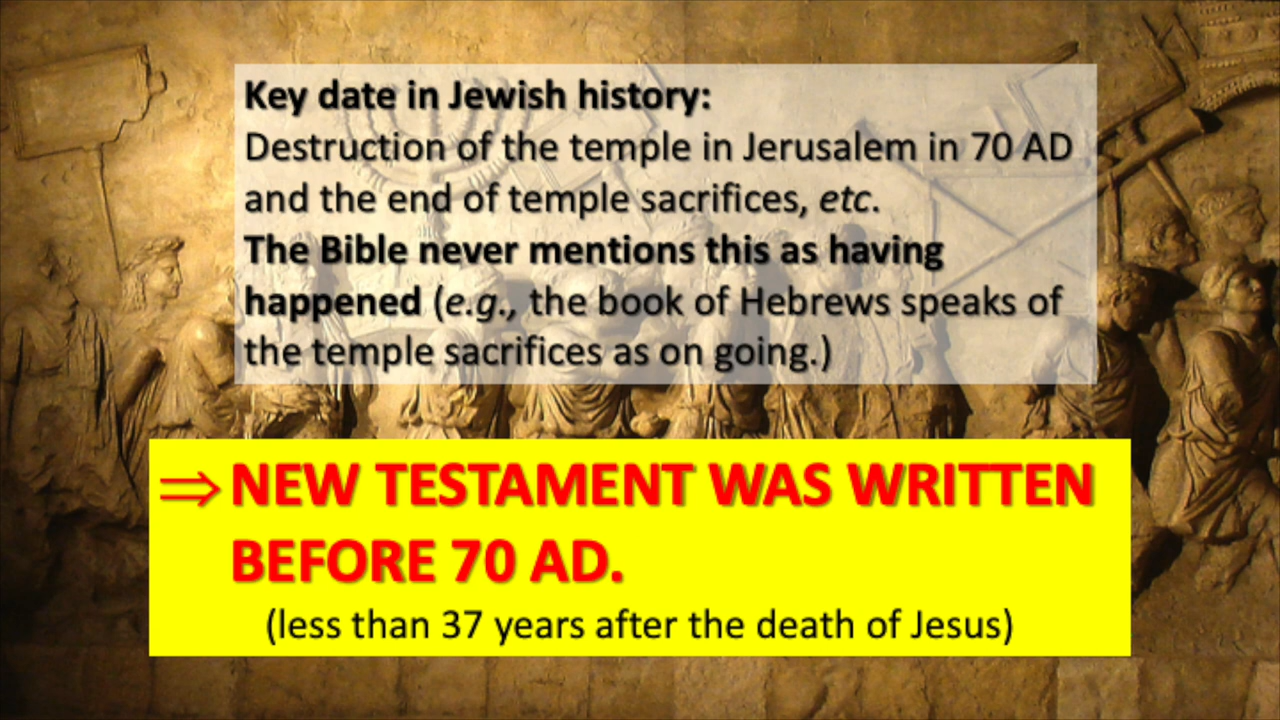 Key date in Jewish history:
Destruction of the temple in Jerusalem in 70 AD
and the end of temple sacrifices, etc.
The Bible never mentions this as having
happened (e.g., the book of Hebrews speaks of
the temple sacrifices as on going.)
⇒ NEW TESTAMENT WAS WRITTEN
BEFORE 70 AD.
(less than 37 years after the death of Jesus)